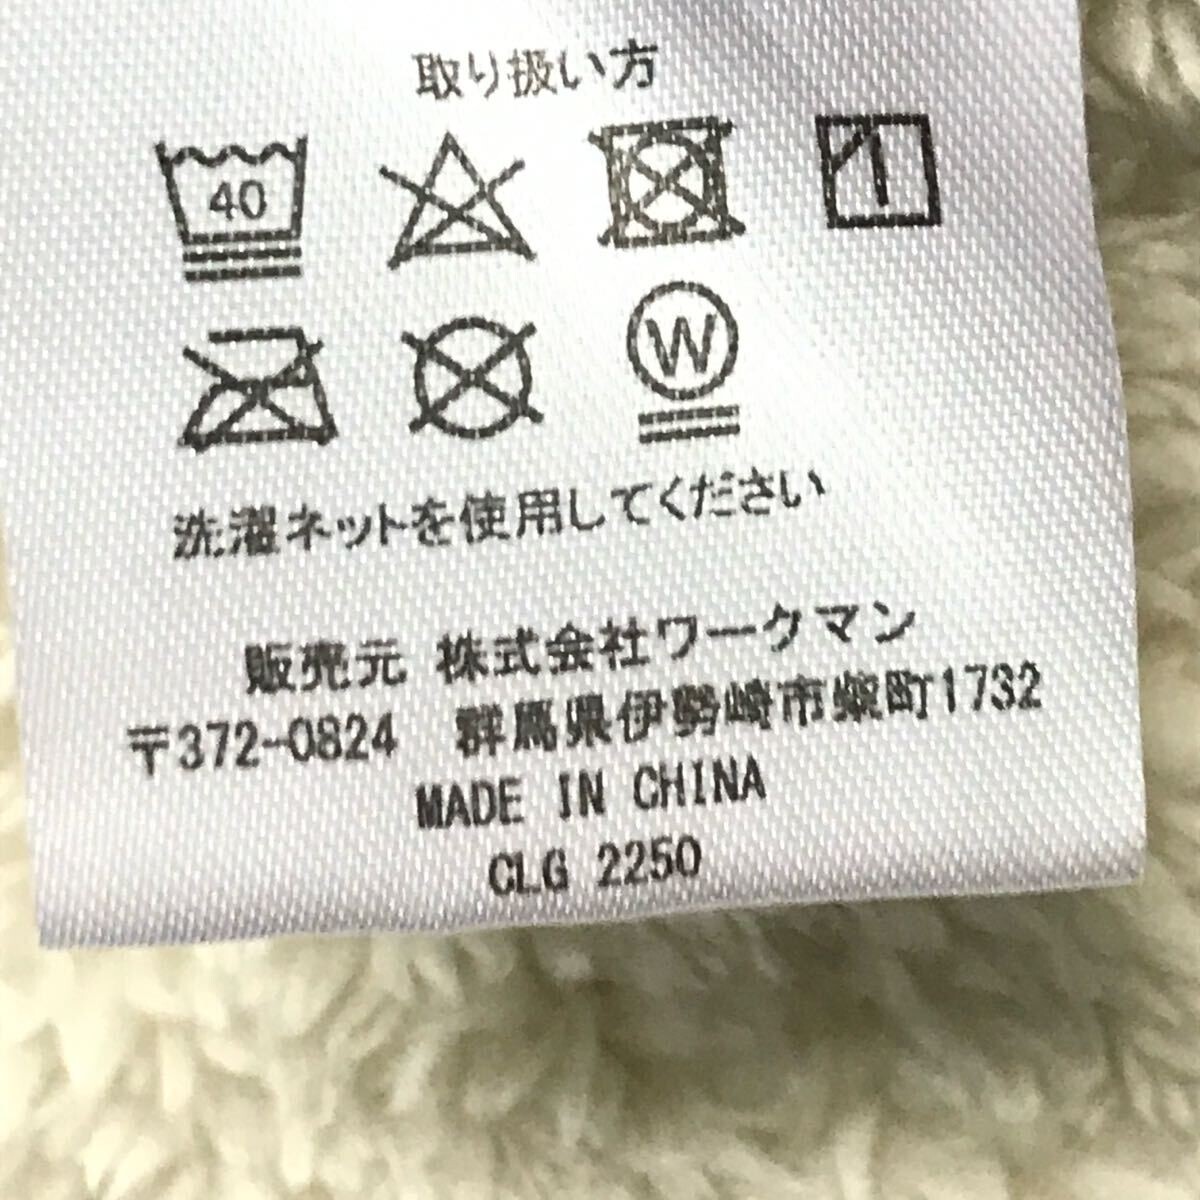 取り扱い方
40
W
洗濯ネットを使用してください
販売元 株式会社ワークマン
〒372-0824 群馬県伊勢崎市柴町1732
MADE IN CHINA
CLG 2250